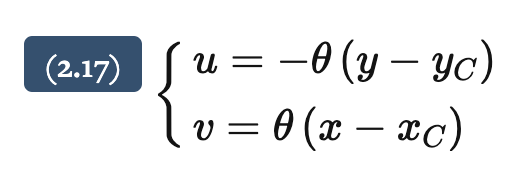 (2.17)
u = −θ (y − y_C)
v = θ (x − x_C)